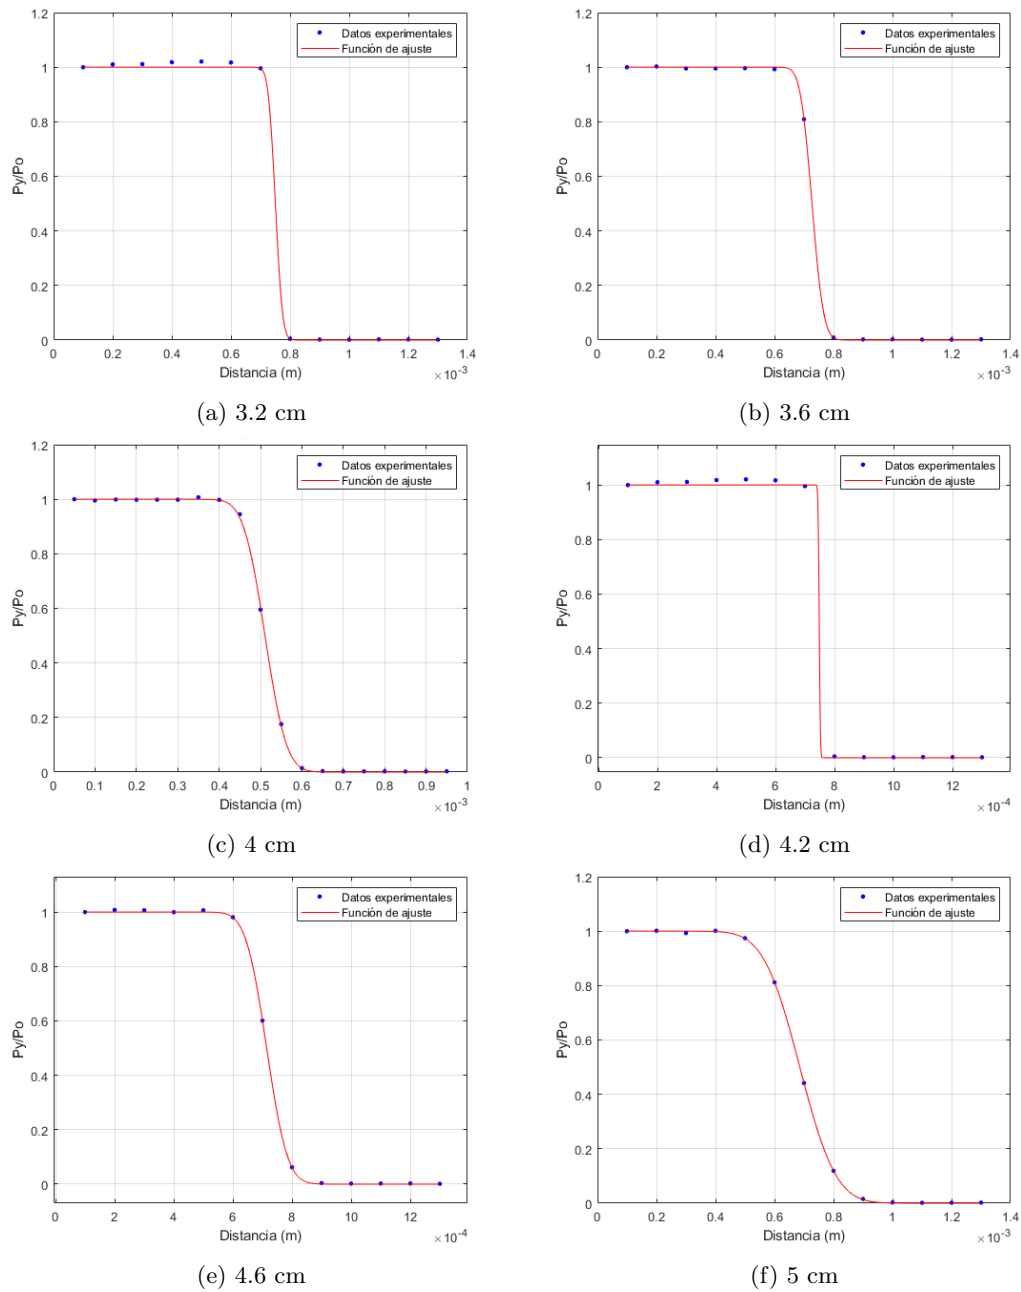 1.2
1
0.8
0.6
0.4
0.2
0
Py/Po
Datos experimentales
Función de ajuste
0 0.2 0.4 0.6 0.8 1 1.2 1.4
Distancia (m)
×10⁻³
(a) 3.2 cm
1.2
1
0.8
0.6
0.4
0.2
0
Py/Po
Datos experimentales
Función de ajuste
0 0.2 0.4 0.6 0.8 1 1.2 1.4
Distancia (m)
×10⁻³
(b) 3.6 cm
1.2
1
0.8
0.6
0.4
0.2
0
Py/Po
Datos experimentales
Función de ajuste
0 0.1 0.2 0.3 0.4 0.5 0.6 0.7 0.8 0.9 1
Distancia (m)
×10⁻³
(c) 4 cm
1
0.8
0.6
0.4
0.2
0
Py/Po
Datos experimentales
Función de ajuste
0 2 4 6 8 10 12
Distancia (m)
×10⁻⁴
(d) 4.2 cm
1
0.8
0.6
0.4
0.2
0
Py/Po
Datos experimentales
Función de ajuste
0 2 4 6 8 10 12
Distancia (m)
×10⁻⁴
(e) 4.6 cm
1.2
1
0.8
0.6
0.4
0.2
0
Py/Po
Datos experimentales
Función de ajuste
0 0.2 0.4 0.6 0.8 1 1.2 1.4
Distancia (m)
×10⁻³
(f) 5 cm